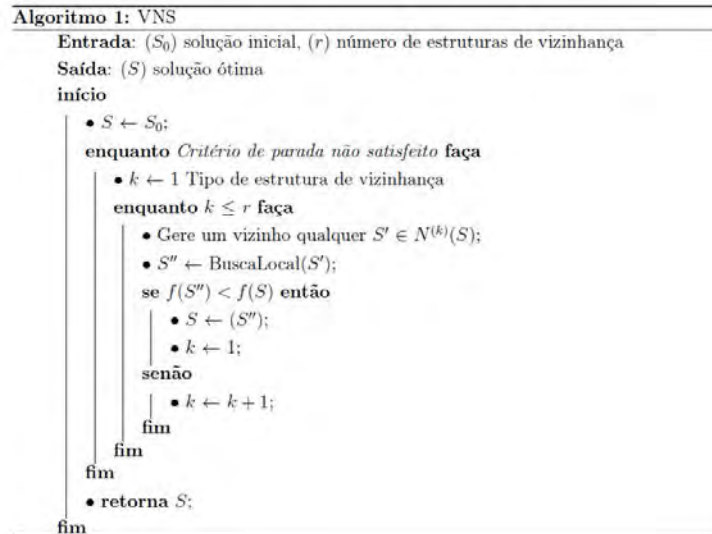 Algoritmo 1: VNS
Entrada: (S₀) solução inicial, (r) número de estruturas de vizinhança
Saída: (S) solução ótima
início
• S ← S₀;
enquanto Critério de parada não satisfeito faça
• k ← 1 Tipo de estrutura de vizinhança
enquanto k ≤ r faça
• Gere um vizinho qualquer S′ ∈ N⁽ᵏ⁾(S);
• S″ ← BuscaLocal(S′);
se f(S″) < f(S) então
• S ← (S″);
• k ← 1;
senão
• k ← k + 1;
fim
fim
fim
• retorna S;
fim